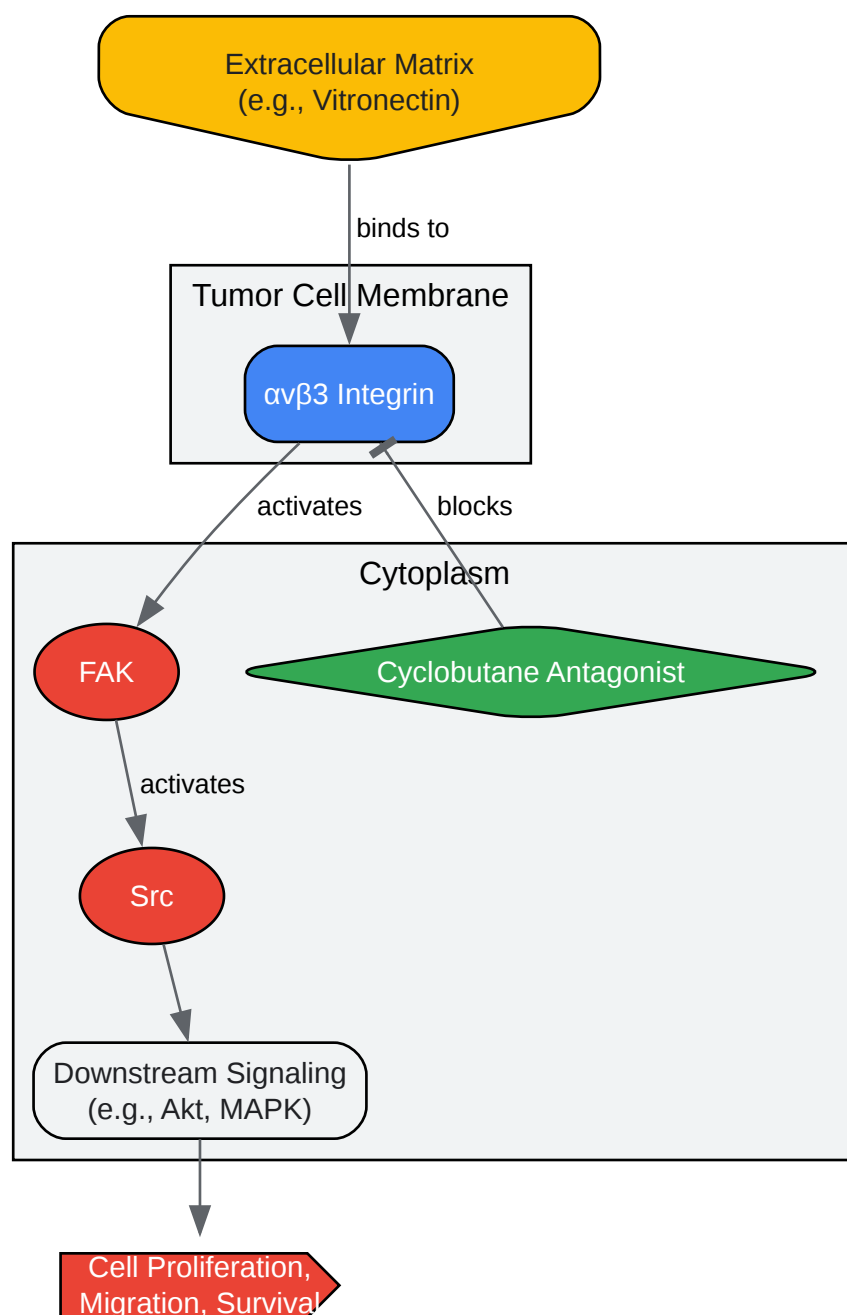 Extracellular Matrix
(e.g., Vitronectin)
binds to
Tumor Cell Membrane
αvβ3 Integrin
activates
blocks
Cytoplasm
FAK
Cyclobutane Antagonist
activates
Src
Downstream Signaling
(e.g., Akt, MAPK)
Cell Proliferation,
Migration, Survival